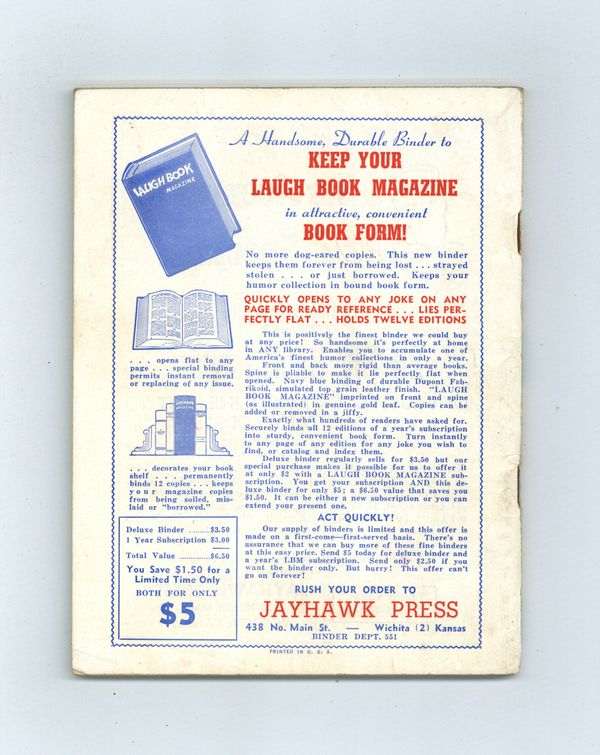 LAUGH BOOK
MAGAZINE
A Handsome, Durable Binder to
KEEP YOUR
LAUGH BOOK MAGAZINE
in attractive, convenient
BOOK FORM!
No more dog-eared copies. This new binder
keeps them forever from being lost . . . strayed
stolen . . . or just borrowed. Keeps your
humor collection in bound book form.
QUICKLY OPENS TO ANY JOKE ON ANY
PAGE FOR READY REFERENCE . . . LIES PER-
FECTLY FLAT . . . HOLDS TWELVE EDITIONS
This is positively the finest binder we could buy
at any price! So handsome it's perfectly at home
in ANY library. Enables you to accumulate one of
America's finest humor collections in only a year.
Front and back more rigid than average books.
Spine is pliable to make it lie perfectly flat when
opened. Navy blue binding of durable Dupont Fab-
rikoid, simulated top grain leather finish. "LAUGH
BOOK MAGAZINE" imprinted on front and spine
(as illustrated) in genuine gold leaf. Copies can be
added or removed in a jiffy.
Exactly what hundreds of readers have asked for.
Securely binds all 12 editions of a year's subscription
into sturdy, convenient book form. Turn instantly
to any page of any edition for any joke you wish to
find, or catalog and index them.
Deluxe binder regularly sells for $3.50 but our
special purchase makes it possible for us to offer it
at only $2 with a LAUGH BOOK MAGAZINE sub-
scription. You get your subscription AND this de-
luxe binder for only $5; a $6.50 value that saves you
$1.50. It can be either a new subscription or you can
extend your present one.
ACT QUICKLY!
Our supply of binders is limited and this offer is
made on a first-come—first-served basis. There's no
assurance that we can buy more of these fine binders
at this easy price. Send $5 today for deluxe binder and
a year's LBM subscription. Send only $2.50 if you
want the binder only. But hurry! This offer can't
go on forever!
RUSH YOUR ORDER TO
JAYHAWK PRESS
438 No. Main St. — Wichita (2) Kansas
BINDER DEPT. 551
. . . . opens flat to any
page . . . special binding
permits instant removal
or replacing of any issue.
. . . decorates your book
shelf . . . . permanently
binds 12 copies . . . keeps
your magazine copies
from being soiled, mis-
laid or "borrowed."
Deluxe Binder ........$3.50
1 Year Subscription $3.00
Total Value ..............$6.50
You Save $1.50 for a
Limited Time Only
BOTH FOR ONLY
$5
PRINTED IN U. S. A.